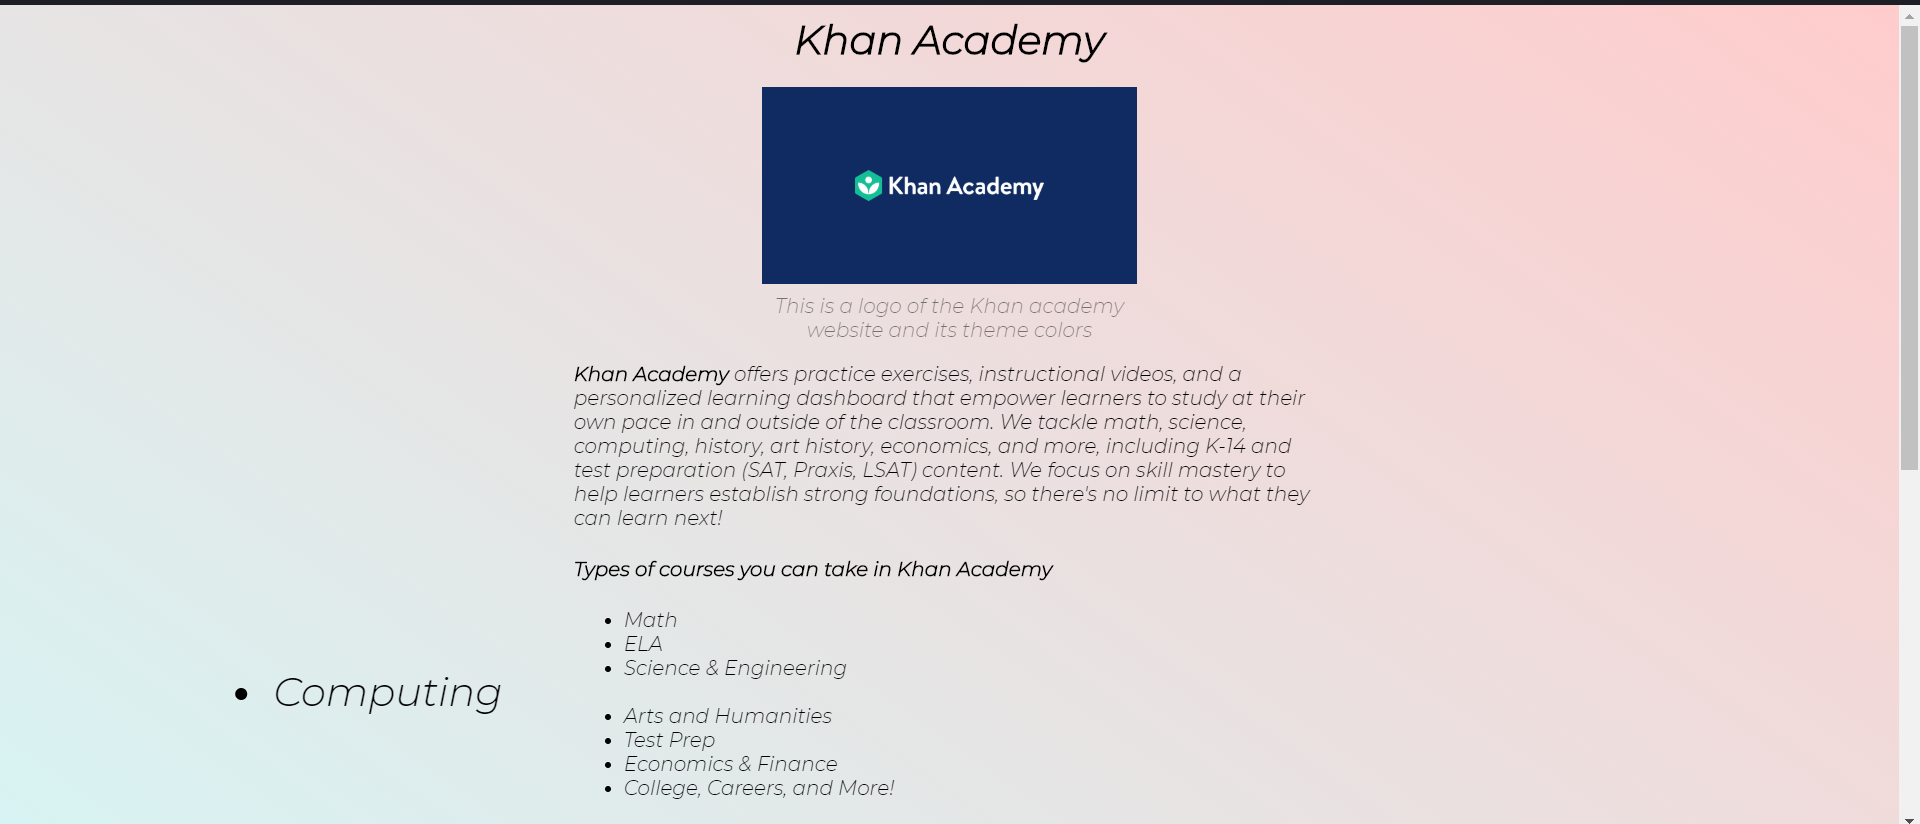 Khan Academy
Khan Academy
This is a logo of the Khan academy
website and its theme colors
Khan Academy offers practice exercises, instructional videos, and a
personalized learning dashboard that empower learners to study at their
own pace in and outside of the classroom. We tackle math, science,
computing, history, art history, economics, and more, including K-14 and
test preparation (SAT, Praxis, LSAT) content. We focus on skill mastery to
help learners establish strong foundations, so there's no limit to what they
can learn next!
Types of courses you can take in Khan Academy
• Math
• ELA
• Science & Engineering
• Computing
• Arts and Humanities
• Test Prep
• Economics & Finance
• College, Careers, and More!